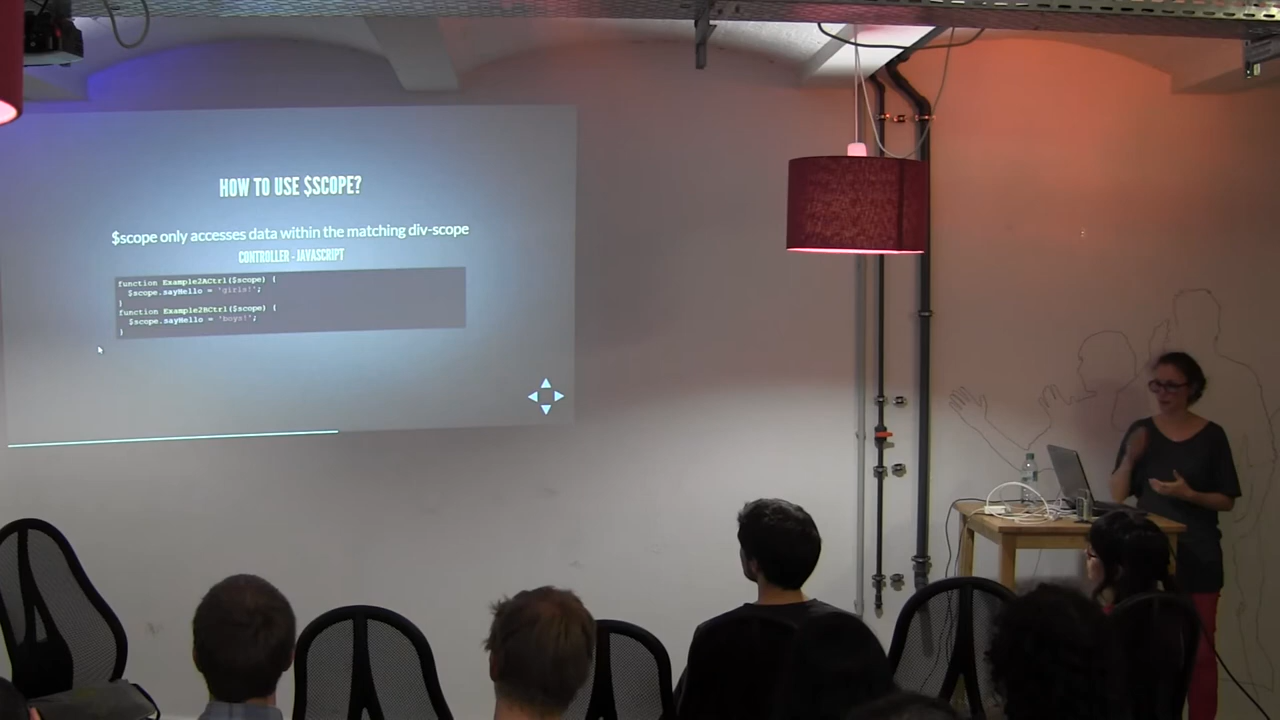 HOW TO USE $SCOPE?
$scope only accesses data within the matching div-scope
CONTROLLER - JAVASCRIPT
function Example2ACtrl($scope) {
$scope.sayHello = 'girls!';
}
function Example2BCtrl($scope) {
$scope.sayHello = 'boys!';
}